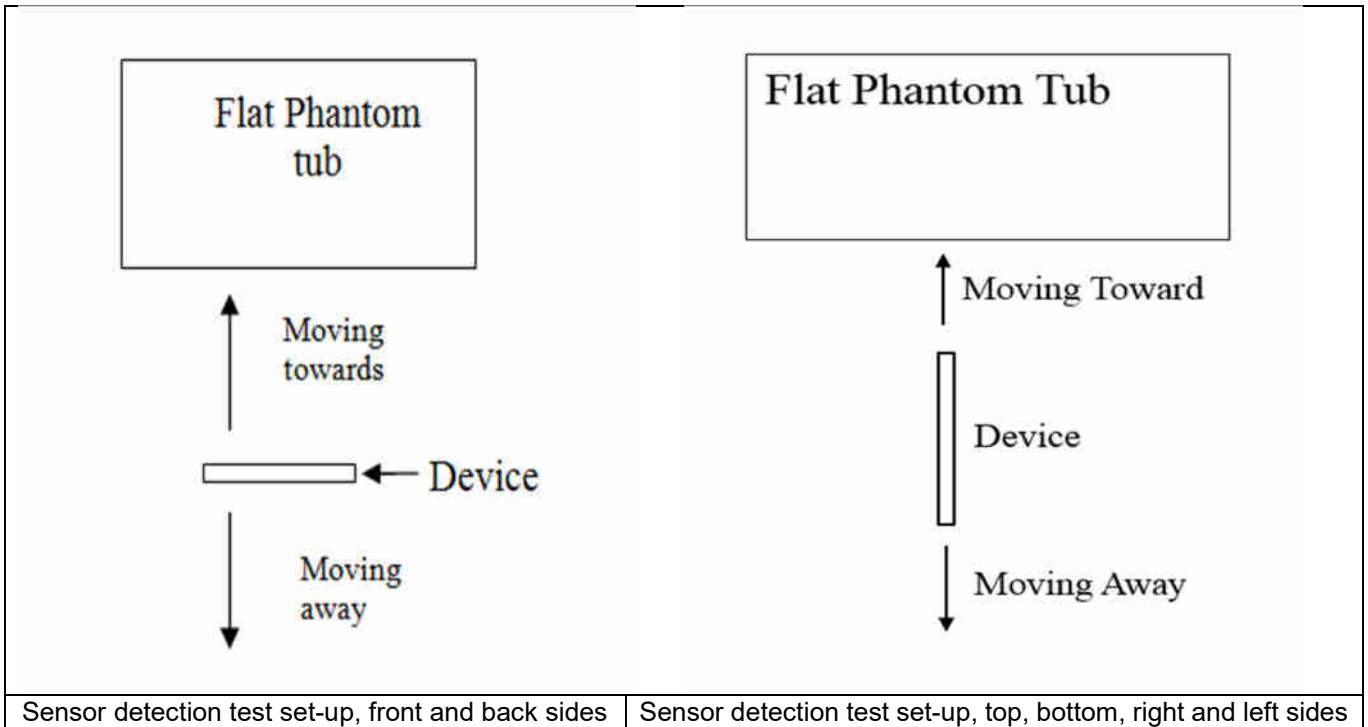 Flat Phantom
tub
Moving
towards
Device
Moving
away
Sensor detection test set-up, front and back sides
Flat Phantom Tub
Moving Toward
Device
Moving Away
Sensor detection test set-up, top, bottom, right and left sides